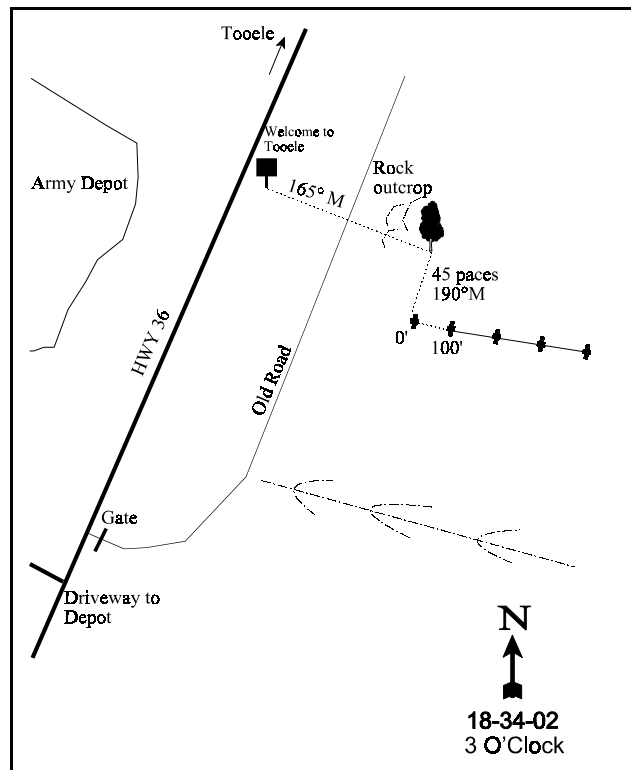 Tooele
Welcome to
Tooele
Army Depot
165° M
Rock
outcrop
45 paces
190°M
0'
100'
HWY 36
Old Road
Gate
Driveway to
Depot
N
18-34-02
3 O'Clock